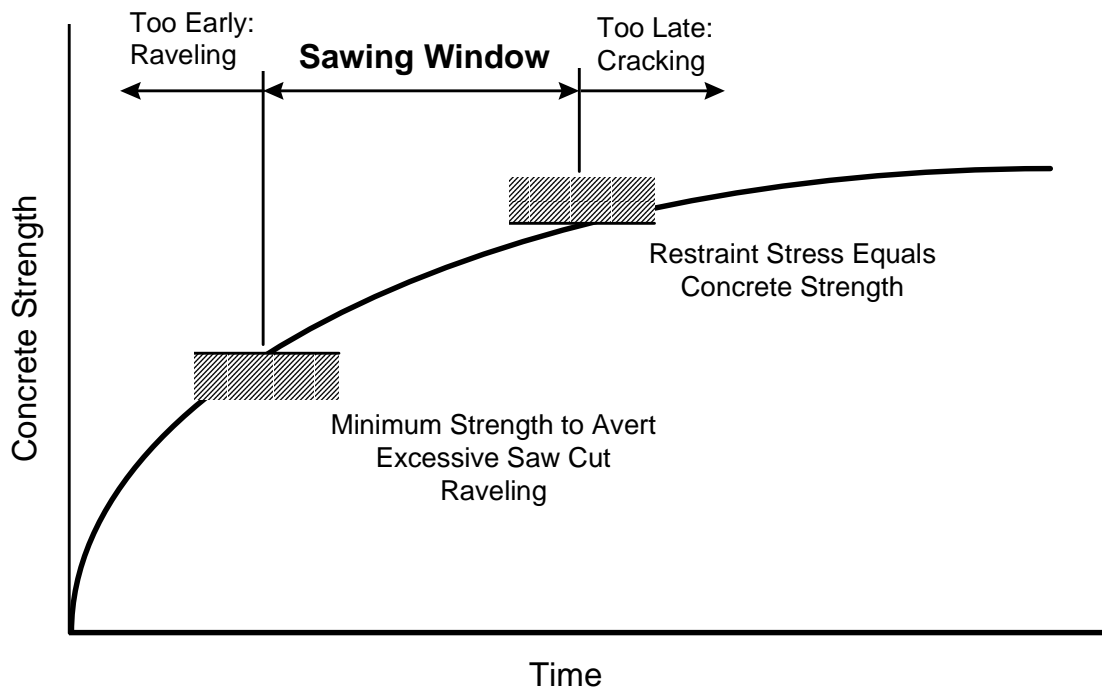 Too Early:
Raveling
Sawing Window
Too Late:
Cracking
Concrete Strength
Restraint Stress Equals
Concrete Strength
Minimum Strength to Avert
Excessive Saw Cut
Raveling
Time